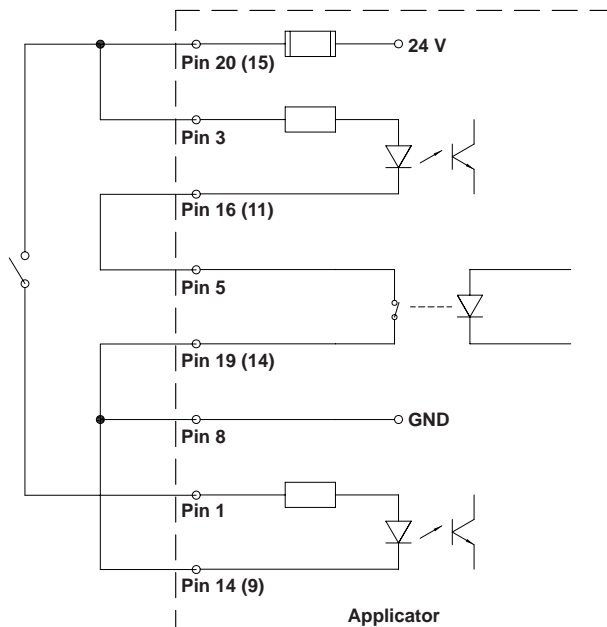 24 V
Pin 20 (15)
Pin 3
Pin 16 (11)
Pin 5
Pin 19 (14)
GND
Pin 8
Pin 1
Pin 14 (9)
Applicator